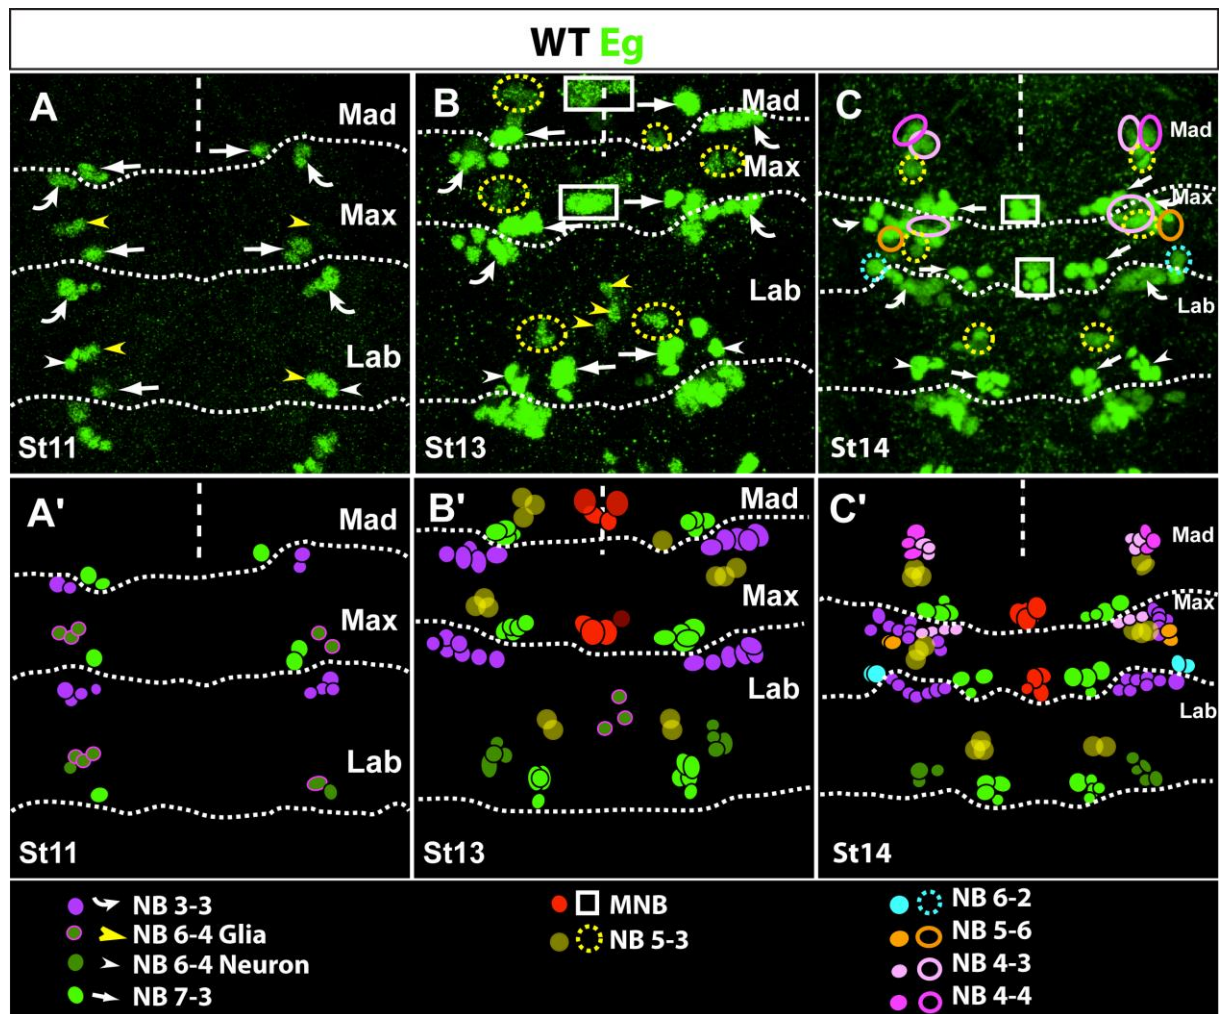 WT Eg
A
Mad
Max
Lab
St11
B
Mad
Max
Lab
St13
C
Mad
Max
Lab
St14
A'
Mad
Max
Lab
St11
B'
Mad
Max
Lab
St13
C'
Mad
Max
Lab
St14
NB 3-3
NB 6-4 Glia
NB 6-4 Neuron
NB 7-3
MNB
NB 5-3
NB 6-2
NB 5-6
NB 4-3
NB 4-4